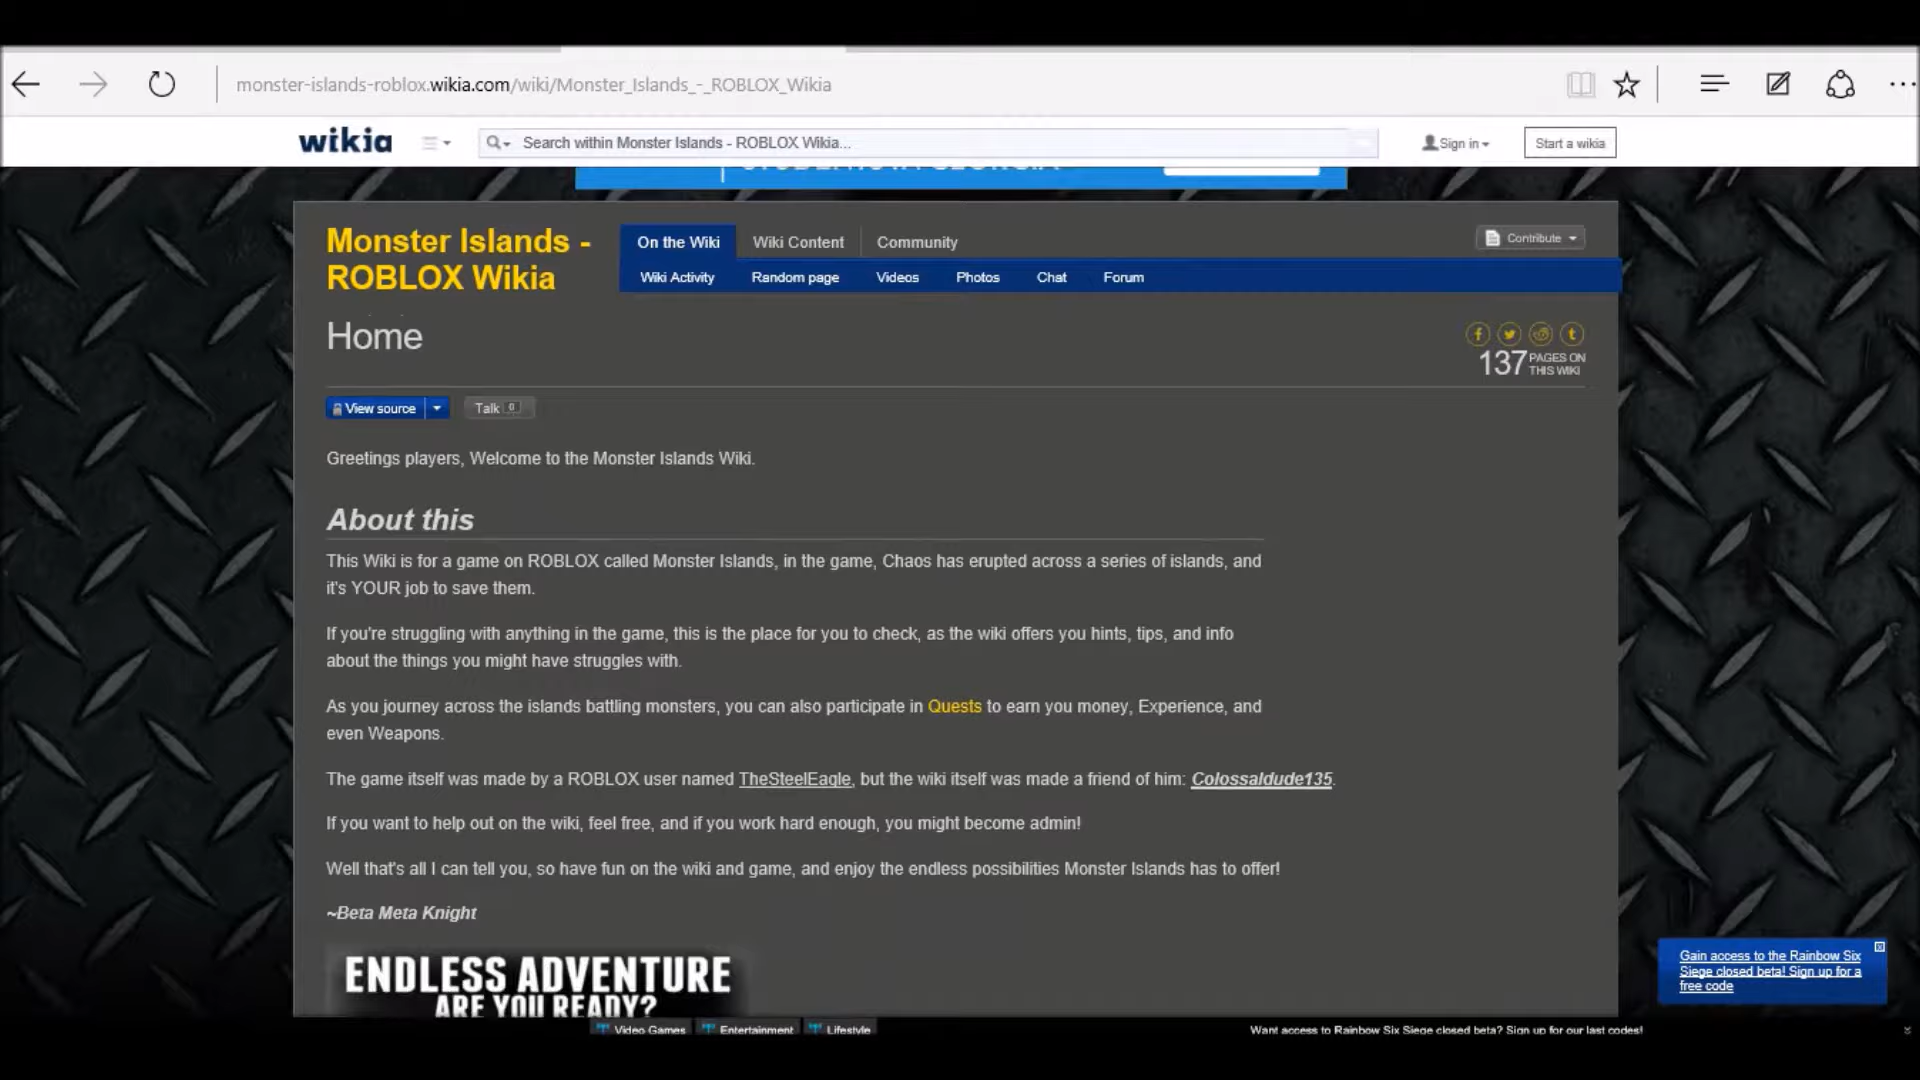 monster-islands-roblox.wikia.com/wiki/Monster_Islands_-_ROBLOX_Wikia
wikia
Search within Monster Islands - ROBLOX Wikia...
Sign in
Start a wikia
Monster Islands -
ROBLOX Wikia
On the Wiki
Wiki Content
Community
Contribute
Wiki Activity
Random page
Videos
Photos
Chat
Forum
Home
137 PAGES ON
THIS WIKI
View source
Talk 0
Greetings players, Welcome to the Monster Islands Wiki.
About this
This Wiki is for a game on ROBLOX called Monster Islands, in the game, Chaos has erupted across a series of islands, and
it's YOUR job to save them.
If you're struggling with anything in the game, this is the place for you to check, as the wiki offers you hints, tips, and info
about the things you might have struggles with.
As you journey across the islands battling monsters, you can also participate in Quests to earn you money, Experience, and
even Weapons.
The game itself was made by a ROBLOX user named TheSteelEagle, but the wiki itself was made a friend of him: Colossaldude135.
If you want to help out on the wiki, feel free, and if you work hard enough, you might become admin!
Well that's all I can tell you, so have fun on the wiki and game, and enjoy the endless possibilities Monster Islands has to offer!
~Beta Meta Knight
ENDLESS ADVENTURE
ARE YOU READY?
Gain access to the Rainbow Six
Siege closed beta! Sign up for a
free code
Video Games
Entertainment
Lifestyle
Want access to Rainbow Six Siege closed beta? Sign up for our last codes!